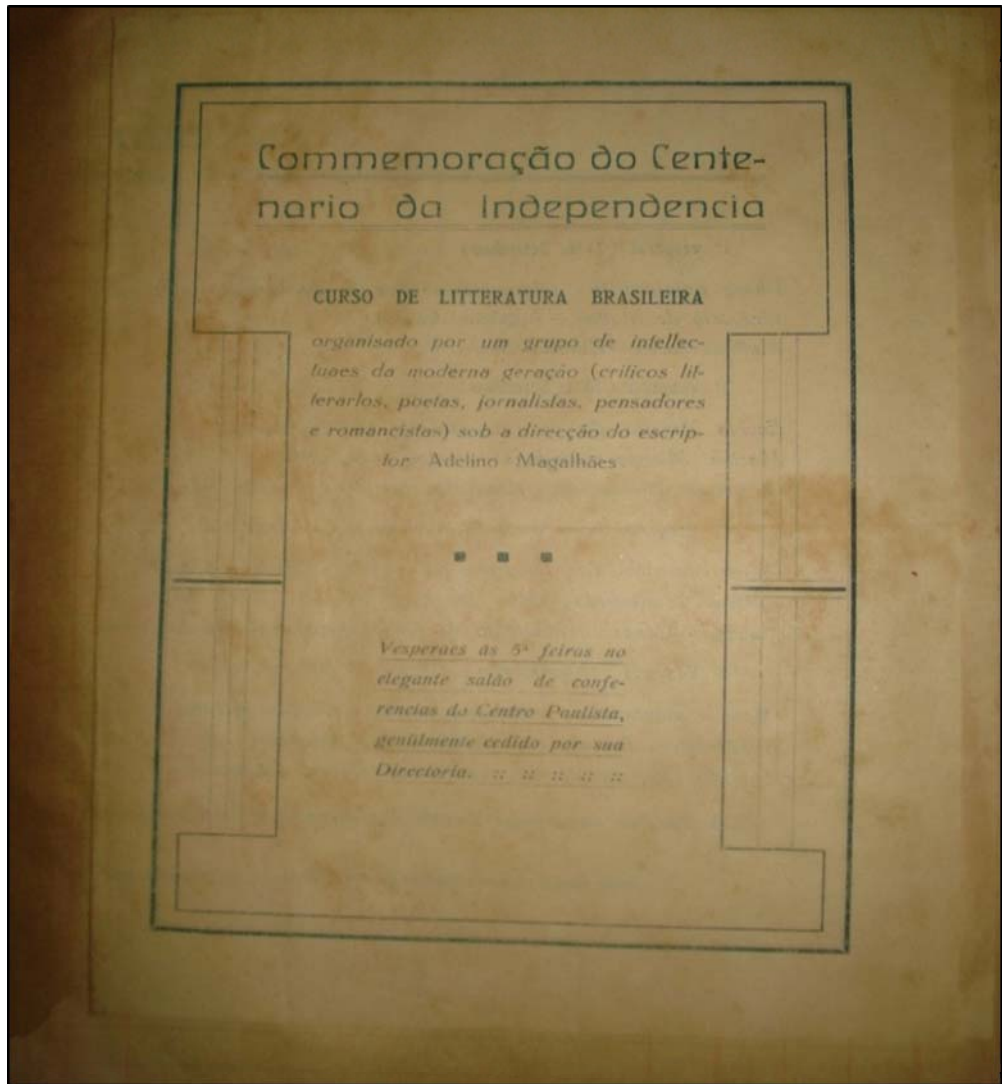 Commemoração do Cente-
nario da Independencia
CURSO DE LITTERATURA BRASILEIRA
organisado por um grupo de intellec-
tuaes da moderna geração (criticos lit-
terarios, poetas, jornalistas, pensadores
e romancistas) sob a direcção do escrip-
tor Adelino Magalhães
Vesperaes ás 5ª feiras no
elegante salão de confe-
rencias do Centro Paulista,
gentilmente cedido por sua
Directoria. :: :: :: :: ::